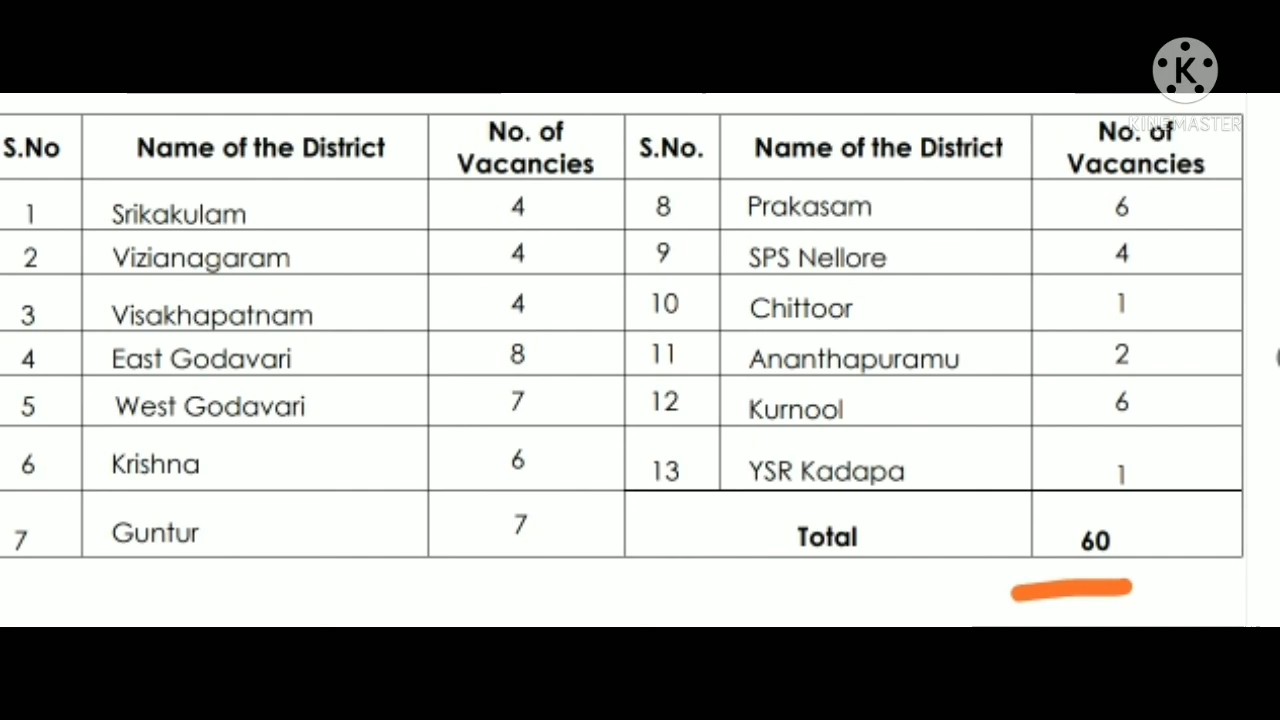 K
KINEMASTER
S.No Name of the District No. of Vacancies S.No. Name of the District No. of Vacancies
1 Srikakulam 4 8 Prakasam 6
2 Vizianagaram 4 9 SPS Nellore 4
3 Visakhapatnam 4 10 Chittoor 1
4 East Godavari 8 11 Ananthapuramu 2
5 West Godavari 7 12 Kurnool 6
6 Krishna 6 13 YSR Kadapa 1
7 Guntur 7 Total 60